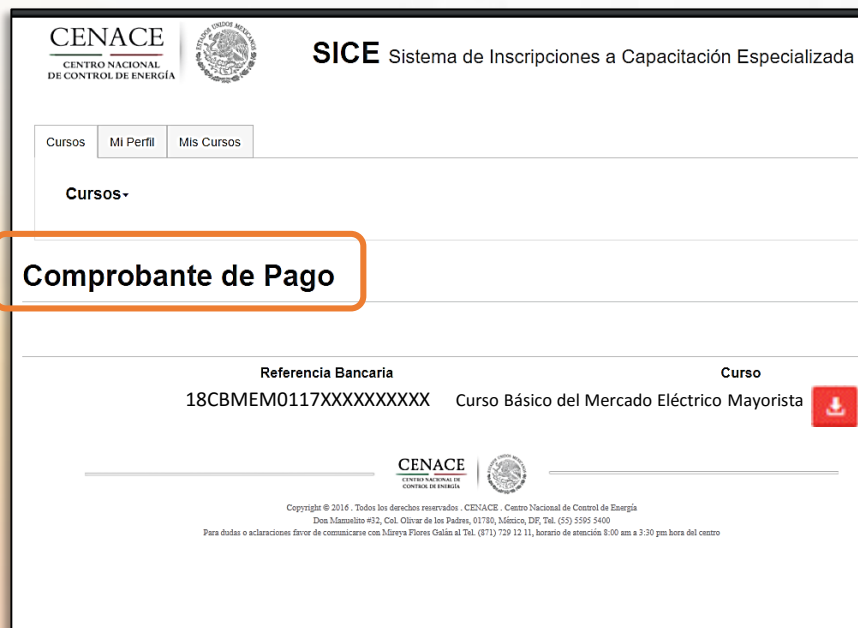 CENACE
CENTRO NACIONAL
DE CONTROL DE ENERGÍA
ESTADOS UNIDOS MEXICANOS
SICE Sistema de Inscripciones a Capacitación Especializada
Cursos Mi Perfil Mis Cursos
Cursos
Comprobante de Pago
Referencia Bancaria Curso
18CBMEM0117XXXXXXXXXX Curso Básico del Mercado Eléctrico Mayorista
CENACE
CENTRO NACIONAL DE
CONTROL DE ENERGÍA
Copyright © 2016 . Todos los derechos reservados . CENACE . Centro Nacional de Control de Energía
Don Manuelito #32, Col. Olivar de los Padres, 01780, México, DF, Tel. (55) 5595 5400
Para dudas o aclaraciones favor de comunicarse con Mireya Flores Galán al Tel. (871) 729 12 11, horario de atención 8:00 am a 3:30 pm hora del centro